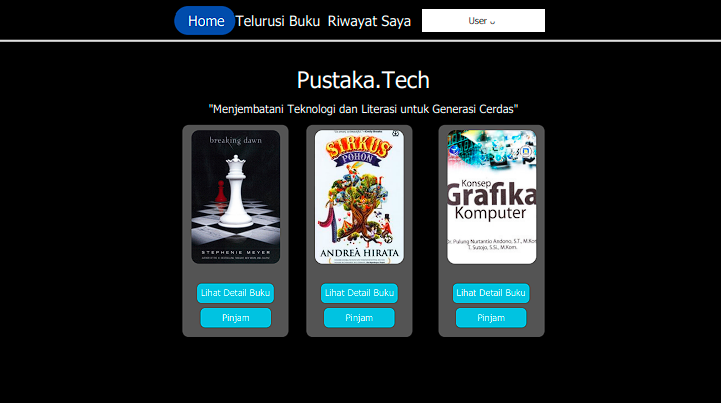 Home Telurusi Buku Riwayat Saya User
Pustaka.Tech
"Menjembatani Teknologi dan Literasi untuk Generasi Cerdas"
breaking dawn
STEPHENIE MEYER
Lihat Detail Buku
Pinjam
SIRKUS
POHON
ANDREA HIRATA
Lihat Detail Buku
Pinjam
Konsep
Grafika
Komputer
Dr. Pulung Nurtantio Andono, S.T., M.Kom
T. Sutojo, S.Si., M.Kom.
Lihat Detail Buku
Pinjam